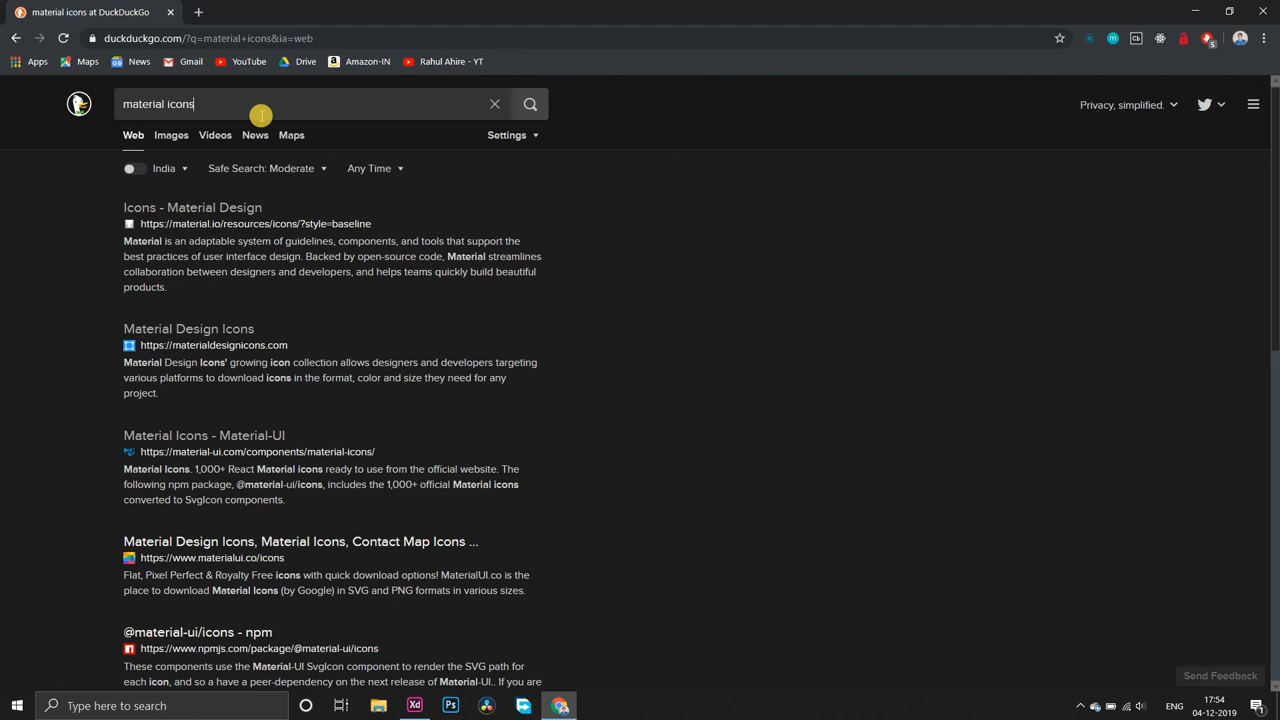 material icons at DuckDuckGo
duckduckgo.com/?q=material+icons&ia=web
5
Apps Maps News Gmail YouTube Drive Amazon-IN Rahul Ahire - YT
material icons
Privacy, simplified.
Web Images Videos News Maps Settings
India Safe Search: Moderate Any Time
Icons - Material Design
https://material.io/resources/icons/?style=baseline
Material is an adaptable system of guidelines, components, and tools that support the
best practices of user interface design. Backed by open-source code, Material streamlines
collaboration between designers and developers, and helps teams quickly build beautiful
products.
Material Design Icons
https://materialdesignicons.com
Material Design Icons' growing icon collection allows designers and developers targeting
various platforms to download icons in the format, color and size they need for any
project.
Material Icons - Material-UI
https://material-ui.com/components/material-icons/
Material Icons. 1,000+ React Material icons ready to use from the official website. The
following npm package, @material-ui/icons, includes the 1,000+ official Material icons
converted to SvgIcon components.
Material Design Icons, Material Icons, Contact Map Icons ...
https://www.materialui.co/icons
Flat, Pixel Perfect & Royalty Free icons with quick download options! MaterialUI.co is the
place to download Material Icons (by Google) in SVG and PNG formats in various sizes.
@material-ui/icons - npm
https://www.npmjs.com/package/@material-ui/icons
These components use the Material-UI SvgIcon component to render the SVG path for
each icon, and so a have a peer-dependency on the next release of Material-UI.. If you are
Send Feedback
Type here to search
Xd
Ps
17:54
04-12-2019